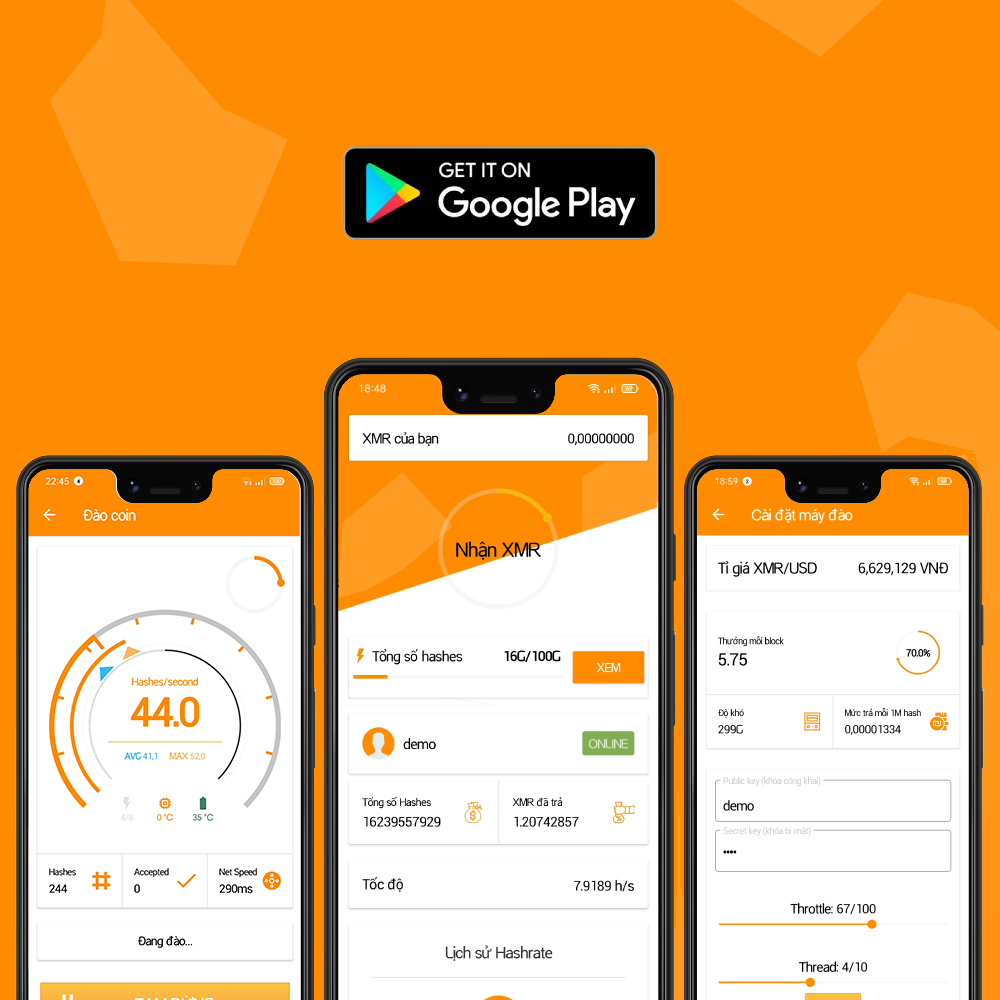 GET IT ON
Google Play
22:45
Đào coin
Hashes/second
44.0
AVG 41,1 MAX 52,0
4/8 0 °C 35 °C
Hashes Accepted Net Speed
244 0 290ms
Đang đào...
TẠM DỪNG
18:48
XMR của bạn 0,00000000
Nhận XMR
Tổng số hashes 16G/100G XEM
demo ONLINE
Tổng số Hashes XMR đã trả
16239557929 1.20742857
Tốc độ 7.9189 h/s
Lịch sử Hashrate
18:59 2
Cài đặt máy đào
Tỉ giá XMR/USD 6,629,129 VNĐ
Thưởng mỗi block
5.75 70.0%
Độ khó Mức trả mỗi 1M hash
299G 0,00001334
Public key (khóa công khai)
demo
Secret key (khóa bí mật)
••••
Throttle: 67/100
Thread: 4/10